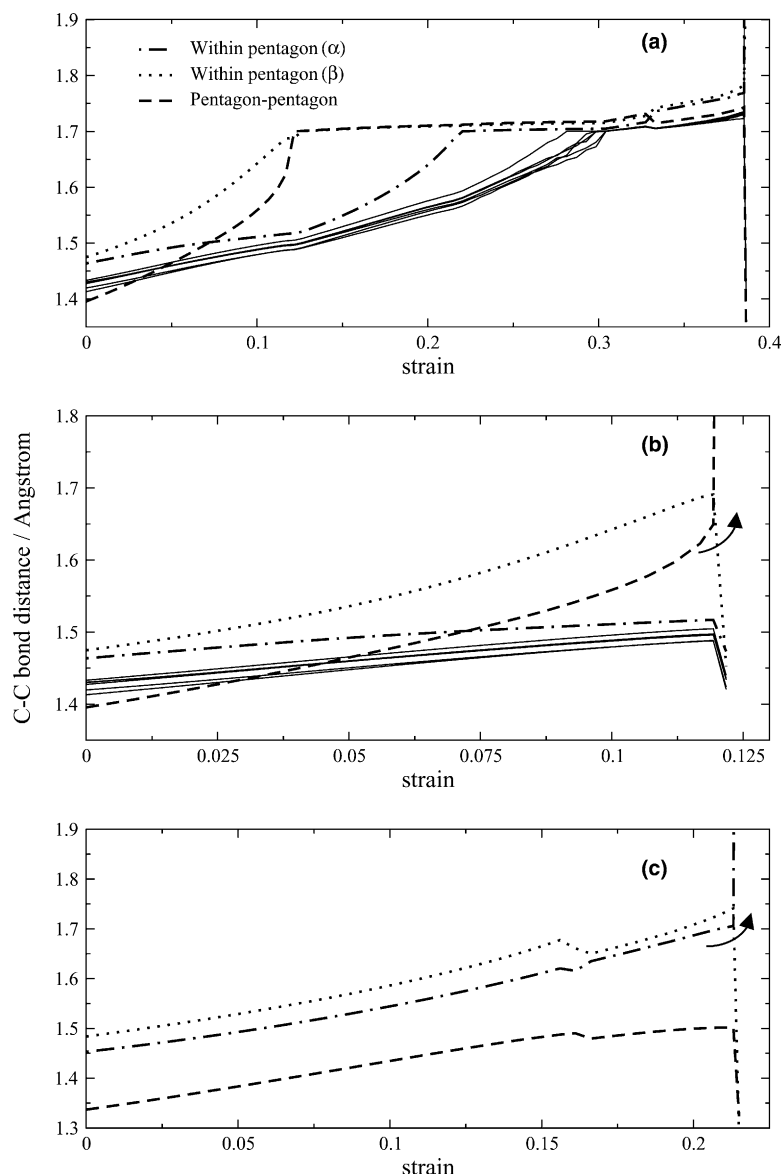 1.9
(a)
Within pentagon (α)
1.8
Within pentagon (β)
Pentagon-pentagon
1.7
1.6
1.5
1.4
0 0.1 0.2 0.3 0.4
strain
C-C bond distance / Angstrom
1.8
(b)
1.7
1.6
1.5
1.4
0 0.025 0.05 0.075 0.1 0.125
strain
1.9
(c)
1.8
1.7
1.6
1.5
1.4
1.3
0 0.05 0.1 0.15 0.2
strain